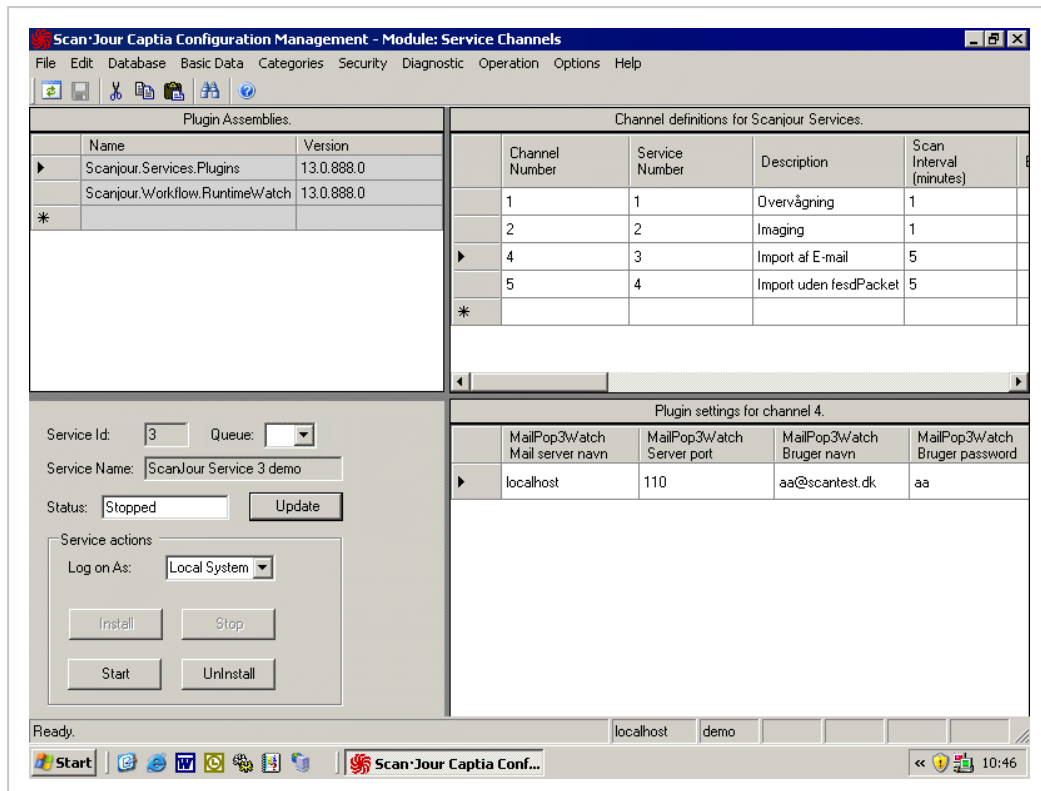 Scan·Jour Captia Configuration Management - Module: Service Channels
File Edit Database Basic Data Categories Security Diagnostic Operation Options Help
Plugin Assemblies.
Name Version
Scanjour.Services.Plugins 13.0.888.0
Scanjour.Workflow.RuntimeWatch 13.0.888.0
Channel definitions for Scanjour Services.
Channel Number Service Number Description Scan Interval (minutes)
1 1 Overvågning 1
2 2 Imaging 1
4 3 Import af E-mail 5
5 4 Import uden fesdPacket 5
Service Id: 3 Queue:
Service Name: ScanJour Service 3 demo
Status: Stopped Update
Service actions
Log on As: Local System
Install Stop
Start UnInstall
Plugin settings for channel 4.
MailPop3Watch Mail server navn MailPop3Watch Server port MailPop3Watch Bruger navn MailPop3Watch Bruger password
localhost 110 aa@scantest.dk aa
Ready. localhost demo
Start Scan·Jour Captia Conf... « 10:46